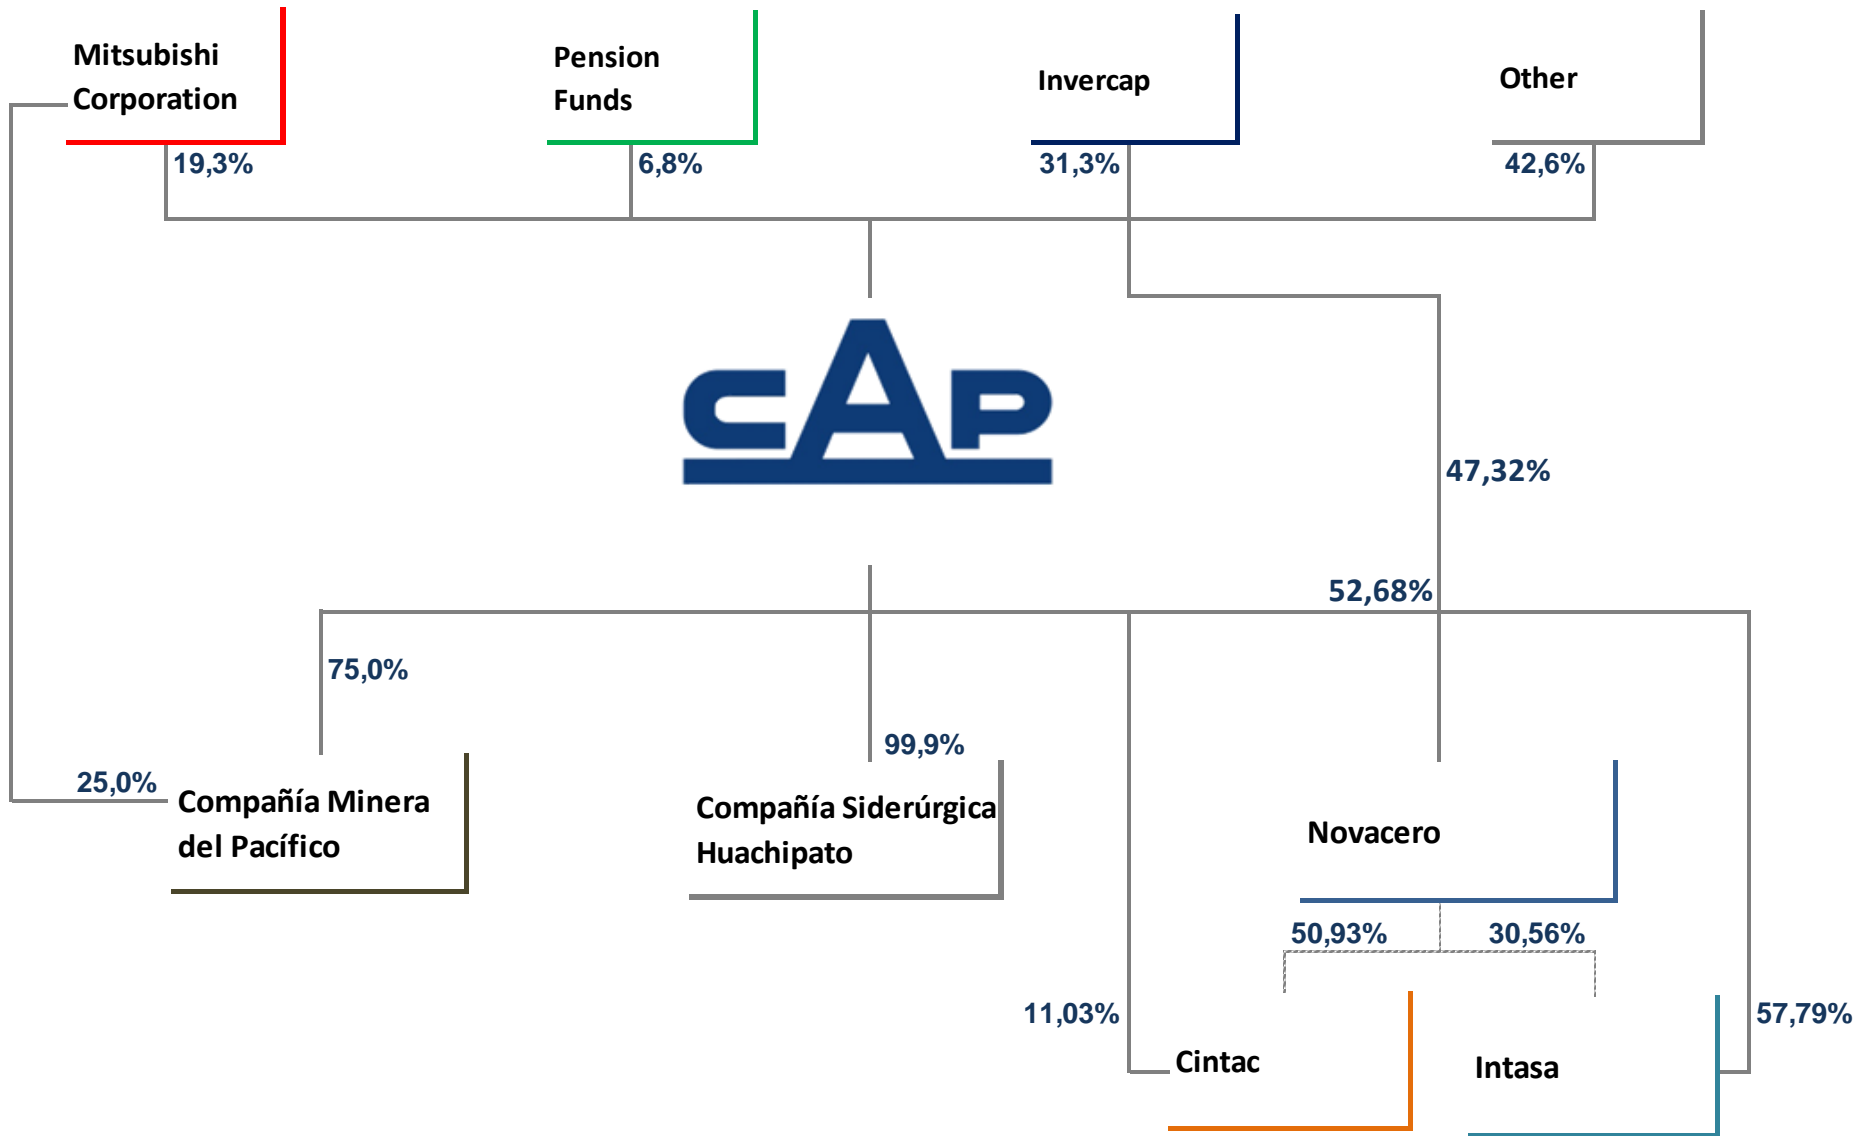 Mitsubishi
Corporation
Pension
Funds
Invercap
Other
19,3%
6,8%
31,3%
42,6%
CAP
47,32%
52,68%
75,0%
99,9%
25,0%
Compañía Minera
del Pacífico
Compañía Siderúrgica
Huachipato
Novacero
50,93%
30,56%
11,03%
57,79%
Cintac
Intasa